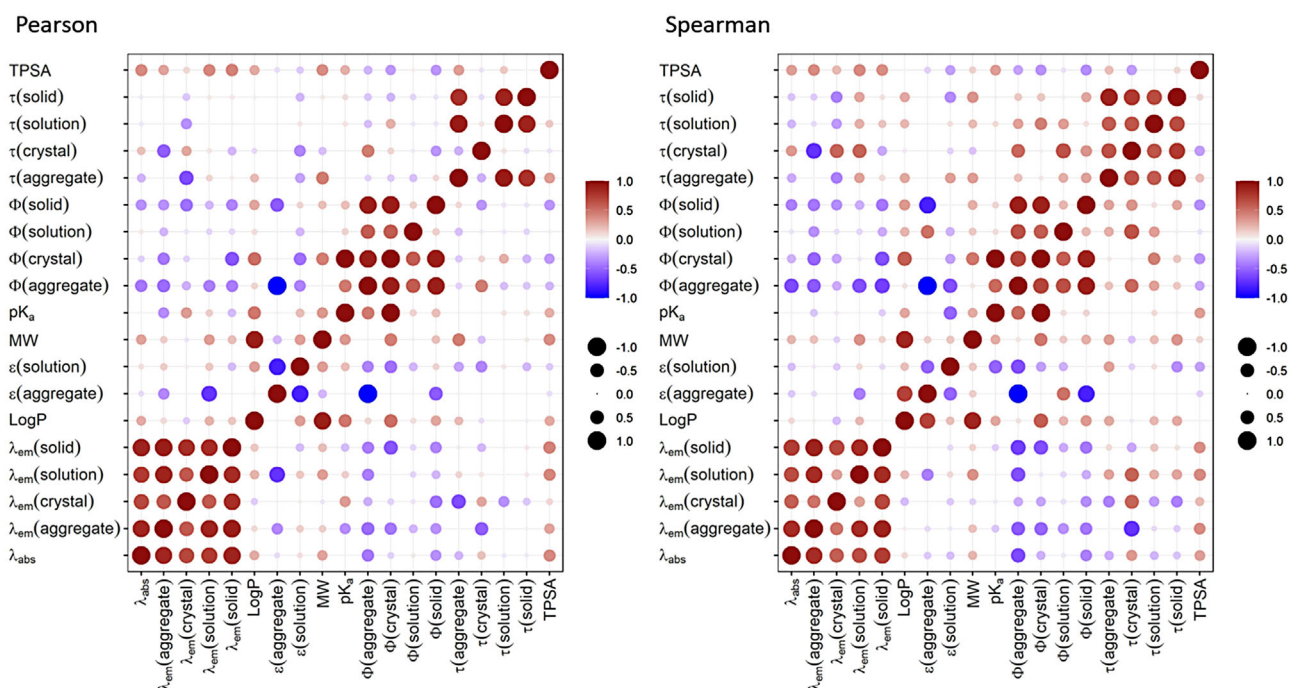 Pearson
TPSA
τ(solid)
τ(solution)
τ(crystal)
τ(aggregate)
Φ(solid)
Φ(solution)
Φ(crystal)
Φ(aggregate)
pKa
MW
ε(solution)
ε(aggregate)
LogP
λem(solid)
λem(solution)
λem(crystal)
λem(aggregate)
λabs
λabs
λem(aggregate)
λem(crystal)
λem(solution)
λem(solid)
LogP
ε(aggregate)
ε(solution)
MW
pKa
Φ(aggregate)
Φ(crystal)
Φ(solution)
Φ(solid)
τ(aggregate)
τ(crystal)
τ(solution)
τ(solid)
TPSA
1.0
0.5
0.0
-0.5
-1.0
-1.0
-0.5
0.0
0.5
1.0
Spearman
TPSA
τ(solid)
τ(solution)
τ(crystal)
τ(aggregate)
Φ(solid)
Φ(solution)
Φ(crystal)
Φ(aggregate)
pKa
MW
ε(solution)
ε(aggregate)
LogP
λem(solid)
λem(solution)
λem(crystal)
λem(aggregate)
λabs
λabs
λem(aggregate)
λem(crystal)
λem(solution)
λem(solid)
LogP
ε(aggregate)
ε(solution)
MW
pKa
Φ(aggregate)
Φ(crystal)
Φ(solution)
Φ(solid)
τ(aggregate)
τ(crystal)
τ(solution)
τ(solid)
TPSA
1.0
0.5
0.0
-0.5
-1.0
-1.0
-0.5
0.0
0.5
1.0